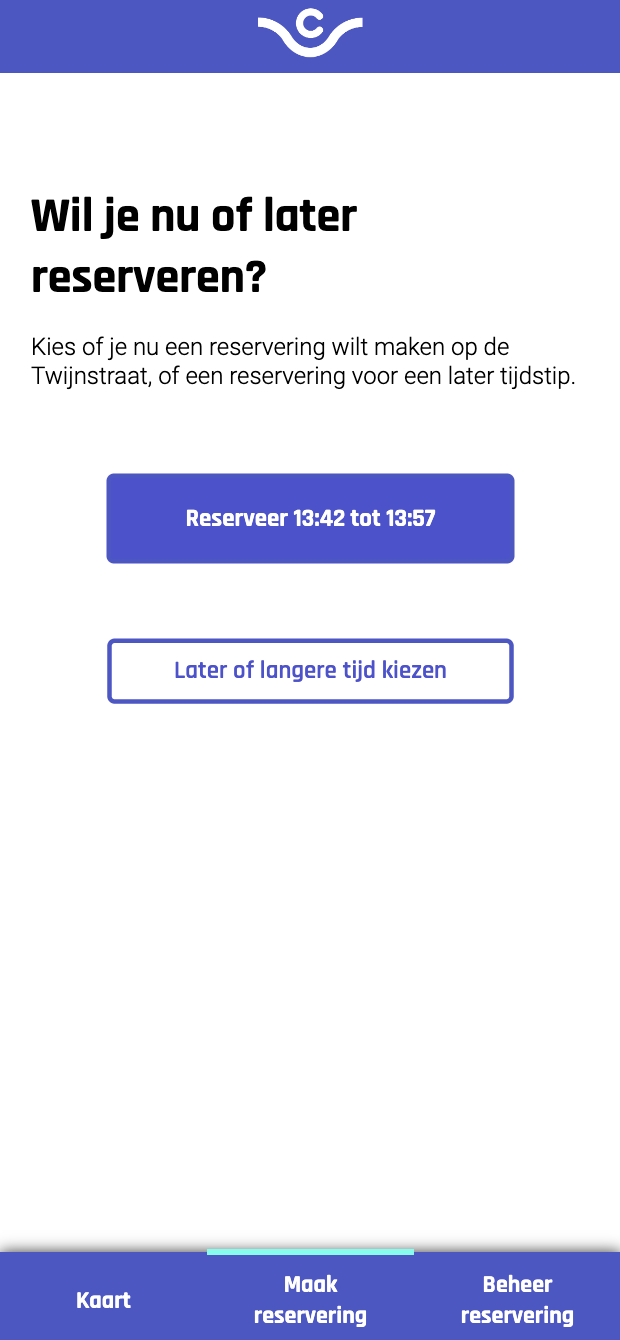 C
Wil je nu of later
reserveren?
Kies of je nu een reservering wilt maken op de
Twijnstraat, of een reservering voor een later tijdstip.
Reserveer 13:42 tot 13:57
Later of langere tijd kiezen
Kaart
Maak
reservering
Beheer
reservering